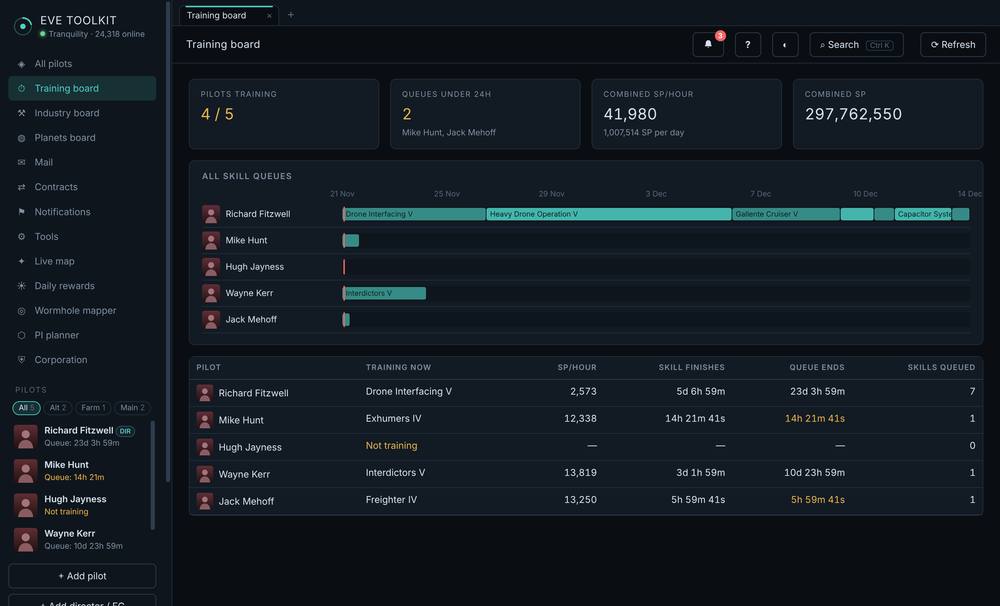 EVE TOOLKIT
Tranquility · 24,318 online
All pilots
Training board
Industry board
Planets board
Mail
Contracts
Notifications
Tools
Live map
Daily rewards
Wormhole mapper
PI planner
Corporation
PILOTS
All 5 Alt 2 Farm 1 Main 2
Richard Fitzwell DIR
Queue: 23d 3h 59m
Mike Hunt
Queue: 14h 21m
Hugh Jayness
Not training
Wayne Kerr
Queue: 10d 23h 59m
+ Add pilot
+ Add director / FC
Training board × +
Training board
3 ? Search Ctrl K Refresh
PILOTS TRAINING
4 / 5
QUEUES UNDER 24H
2
Mike Hunt, Jack Mehoff
COMBINED SP/HOUR
41,980
1,007,514 SP per day
COMBINED SP
297,762,550
ALL SKILL QUEUES
21 Nov 25 Nov 29 Nov 3 Dec 7 Dec 10 Dec 14 Dec
Richard Fitzwell Drone Interfacing V Heavy Drone Operation V Gallente Cruiser V Capacitor Syste
Mike Hunt
Hugh Jayness
Wayne Kerr Interdictors V
Jack Mehoff
PILOT TRAINING NOW SP/HOUR SKILL FINISHES QUEUE ENDS SKILLS QUEUED
Richard Fitzwell Drone Interfacing V 2,573 5d 6h 59m 23d 3h 59m 7
Mike Hunt Exhumers IV 12,338 14h 21m 41s 14h 21m 41s 1
Hugh Jayness Not training — — — 0
Wayne Kerr Interdictors V 13,819 3d 1h 59m 10d 23h 59m 1
Jack Mehoff Freighter IV 13,250 5h 59m 41s 5h 59m 41s 1